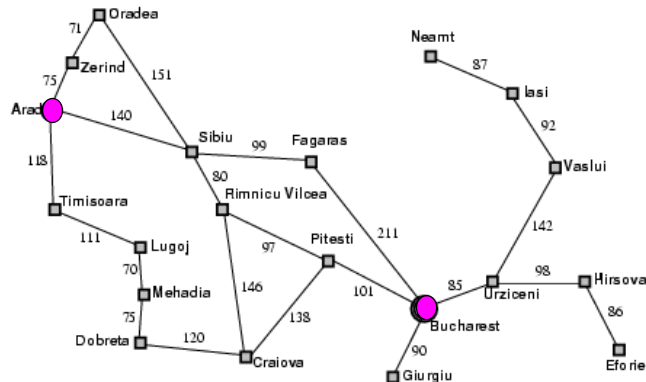 Oradea
71
Neamt
Zerind
87
75
151
Iasi
Arad
140
92
Sibiu
Fagaras
99
118
Vaslui
80
Rimnicu Vilcea
Timisoara
142
111
211
Lugoj
97
Pitesti
70
98
Hirsova
146
85
Mehadia
101
Urziceni
86
75
138
Bucharest
120
Dobreta
90
Craiova
Eforie
Giurgiu